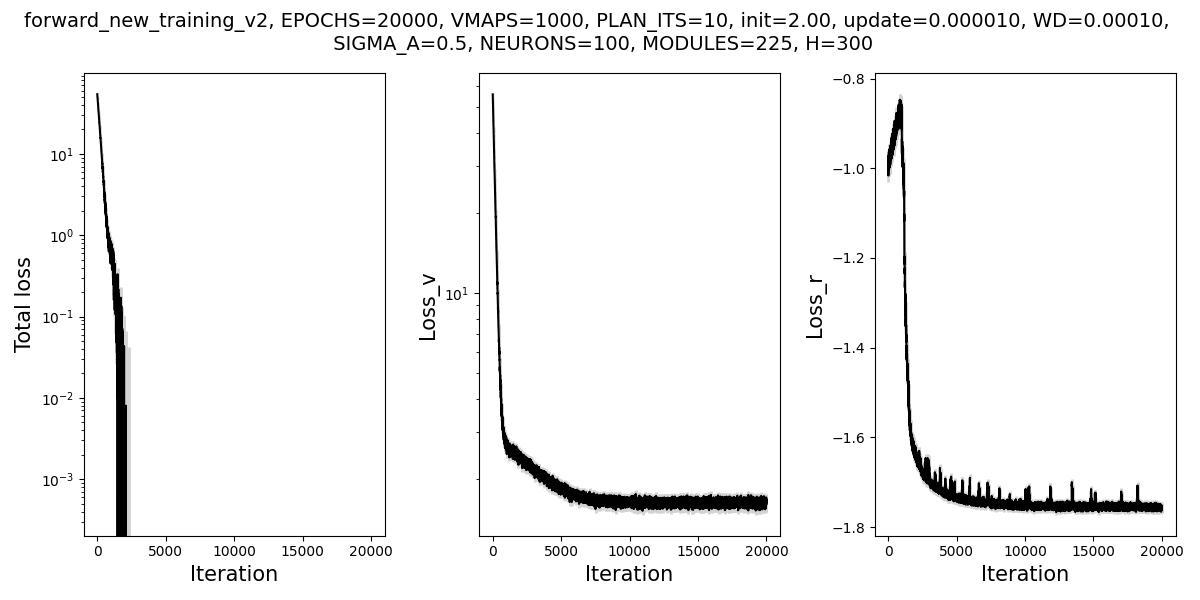 forward_new_training_v2, EPOCHS=20000, VMAPS=1000, PLAN_ITS=10, init=2.00, update=0.000010, WD=0.00010,
SIGMA_A=0.5, NEURONS=100, MODULES=225, H=300
Total loss
10¹
10⁰
10⁻¹
10⁻²
10⁻³
0 5000 10000 15000 20000
Iteration
Loss_v
10¹
0 5000 10000 15000 20000
Iteration
Loss_r
−0.8
−1.0
−1.2
−1.4
−1.6
−1.8
0 5000 10000 15000 20000
Iteration